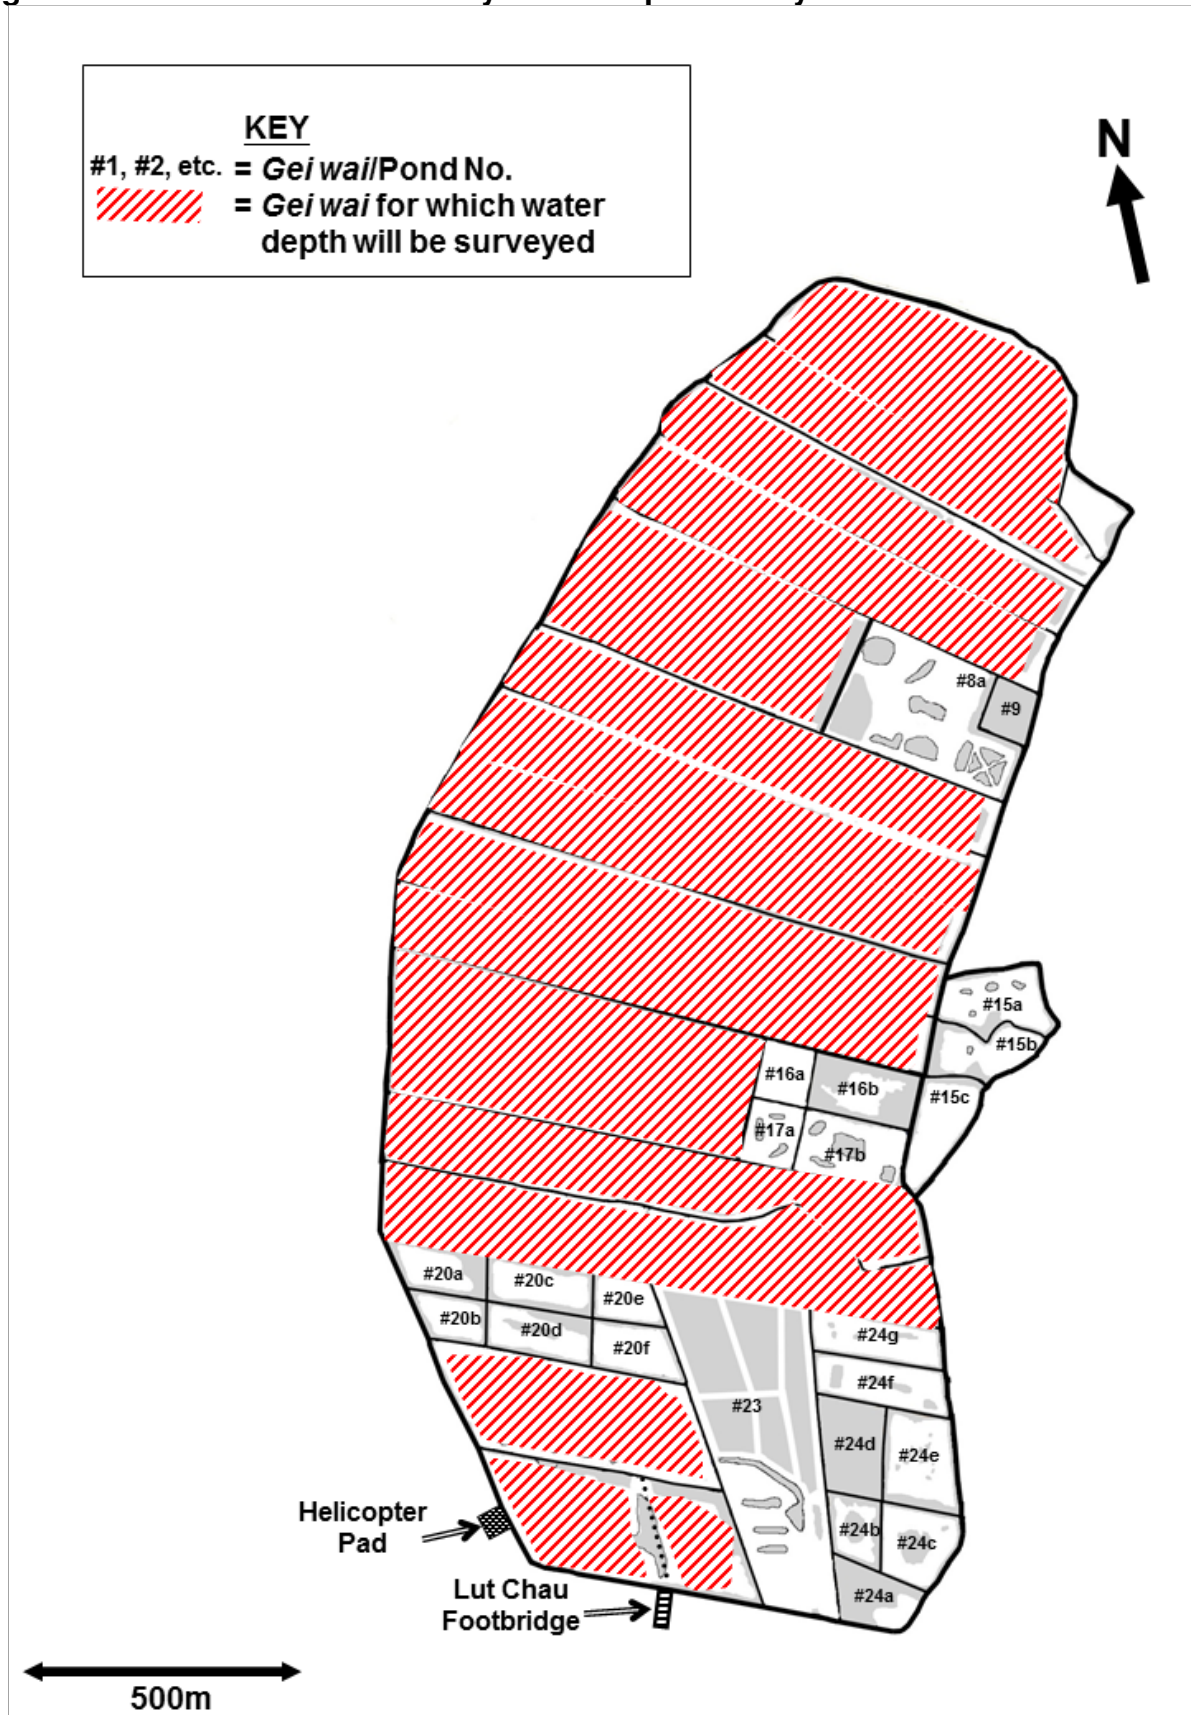 KEY
#1, #2, etc. = Gei wai/Pond No.
= Gei wai for which water
depth will be surveyed
N
#8a
#9
#15a
#15b
#16a
#16b
#15c
#17a
#17b
#20a
#20c
#20e
#20b
#20d
#20f
#24g
#24f
#23
#24d
#24e
#24b
#24c
#24a
Helicopter
Pad
Lut Chau
Footbridge
500m